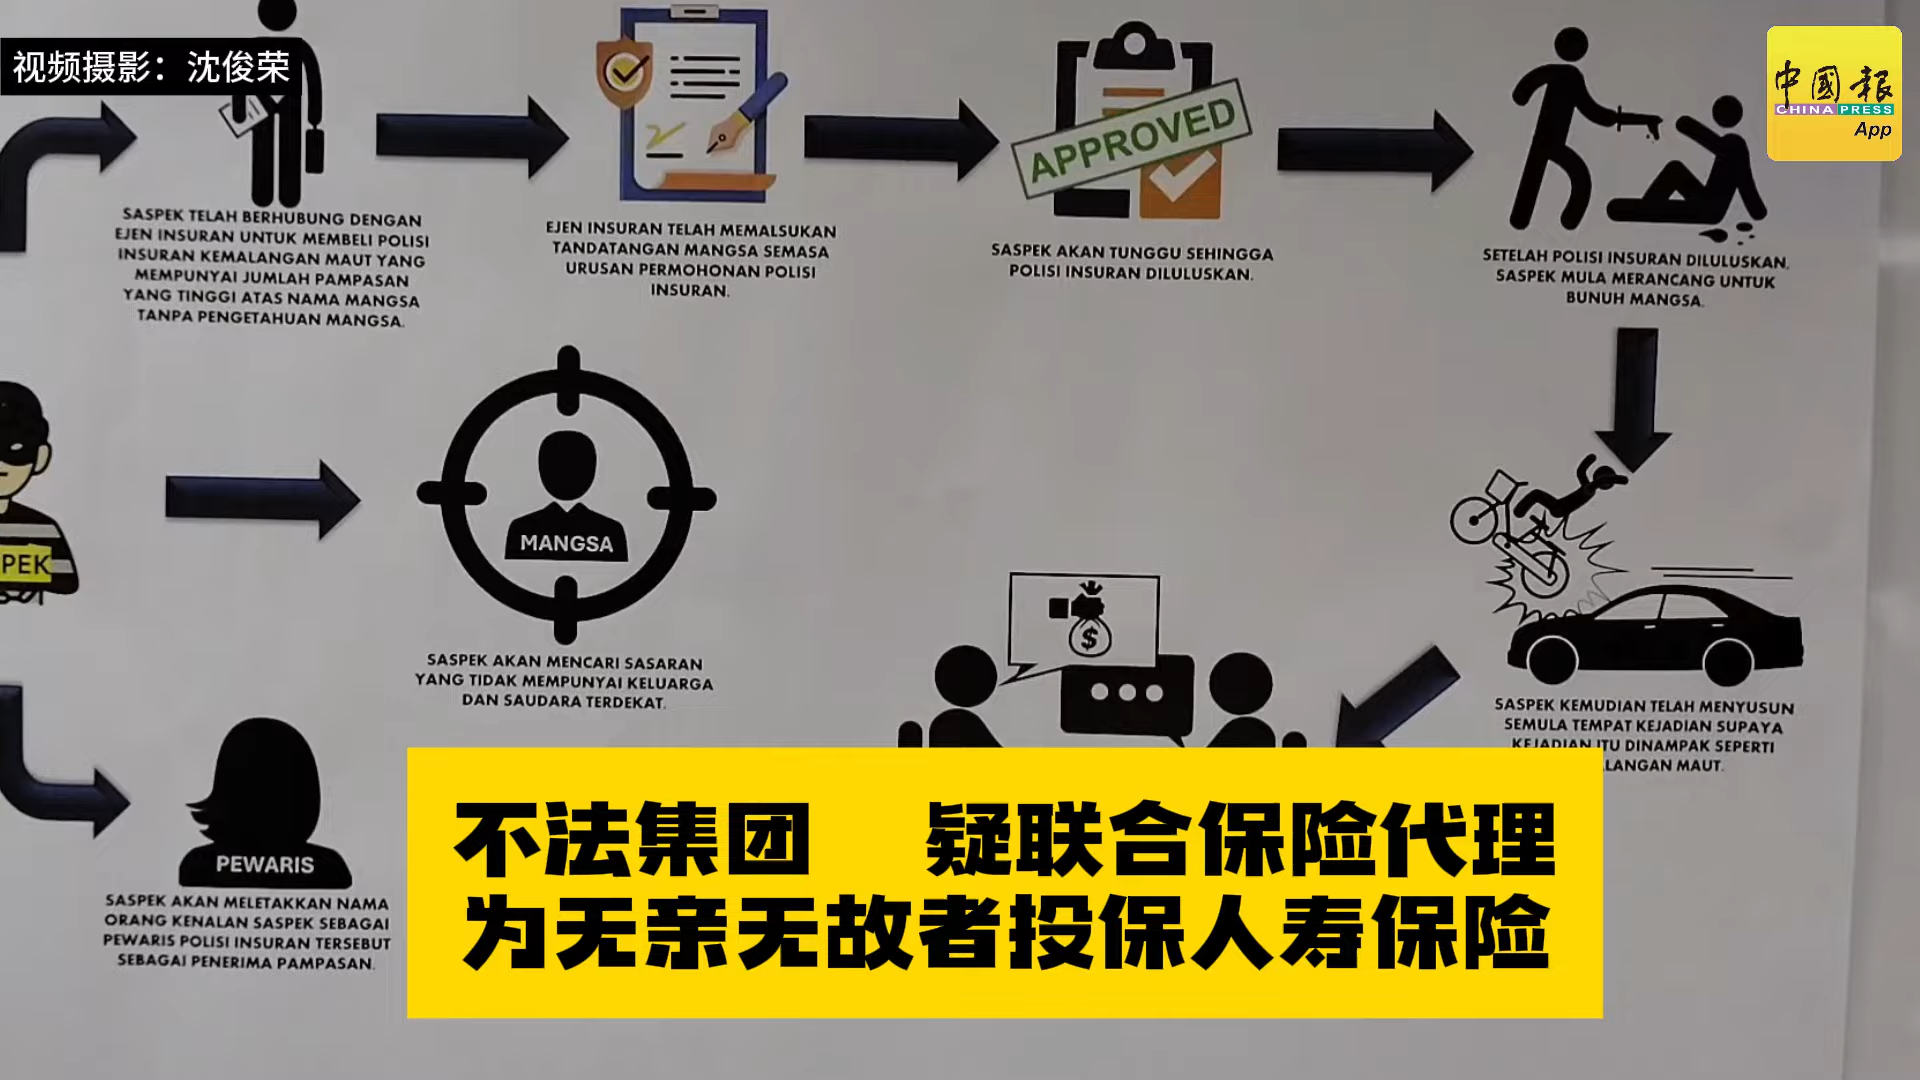 视频摄影：沈俊荣
中國報
CHINA PRESS
App
APPROVED
SASPEK TELAH BERHUBUNG DENGAN
EJEN INSURAN UNTUK MEMBELI POLISI
INSURAN KEMALANGAN MAUT YANG
MEMPUNYAI JUMLAH PAMPASAN
YANG TINGGI ATAS NAMA MANGSA
TANPA PENGETAHUAN MANGSA.
EJEN INSURAN TELAH MEMALSUKAN
TANDATANGAN MANGSA SEMASA
URUSAN PERMOHONAN POLISI
INSURAN.
SASPEK AKAN TUNGGU SEHINGGA
POLISI INSURAN DILULUSKAN.
SETELAH POLISI INSURAN DILULUSKAN,
SASPEK MULA MERANCANG UNTUK
BUNUH MANGSA.
PEK
MANGSA
SASPEK AKAN MENCARI SASARAN
YANG TIDAK MEMPUNYAI KELUARGA
DAN SAUDARA TERDEKAT.
$
SASPEK KEMUDIAN TELAH MENYUSUN
SEMULA TEMPAT KEJADIAN SUPAYA
KEJADIAN ITU DINAMPAK SEPERTI
LANGAN MAUT.
PEWARIS
SASPEK AKAN MELETAKKAN NAMA
ORANG KENALAN SASPEK SEBAGAI
PEWARIS POLISI INSURAN TERSEBUT
SEBAGAI PENERIMA PAMPASAN.
不法集团 疑联合保险代理
为无亲无故者投保人寿保险